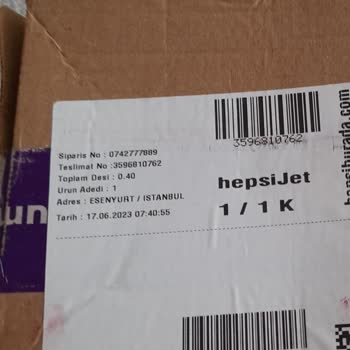 3596810762
Siparis No : 0742777889
Teslimat No :3596810762
Toplam Desi : 0.40
Urun Adedi : 1
Adres : ESENYURT / ISTANBUL
Tarih : 17.06.2023 07:40:55
hepsiJet
1 / 1 K
hepsiburada.com
un